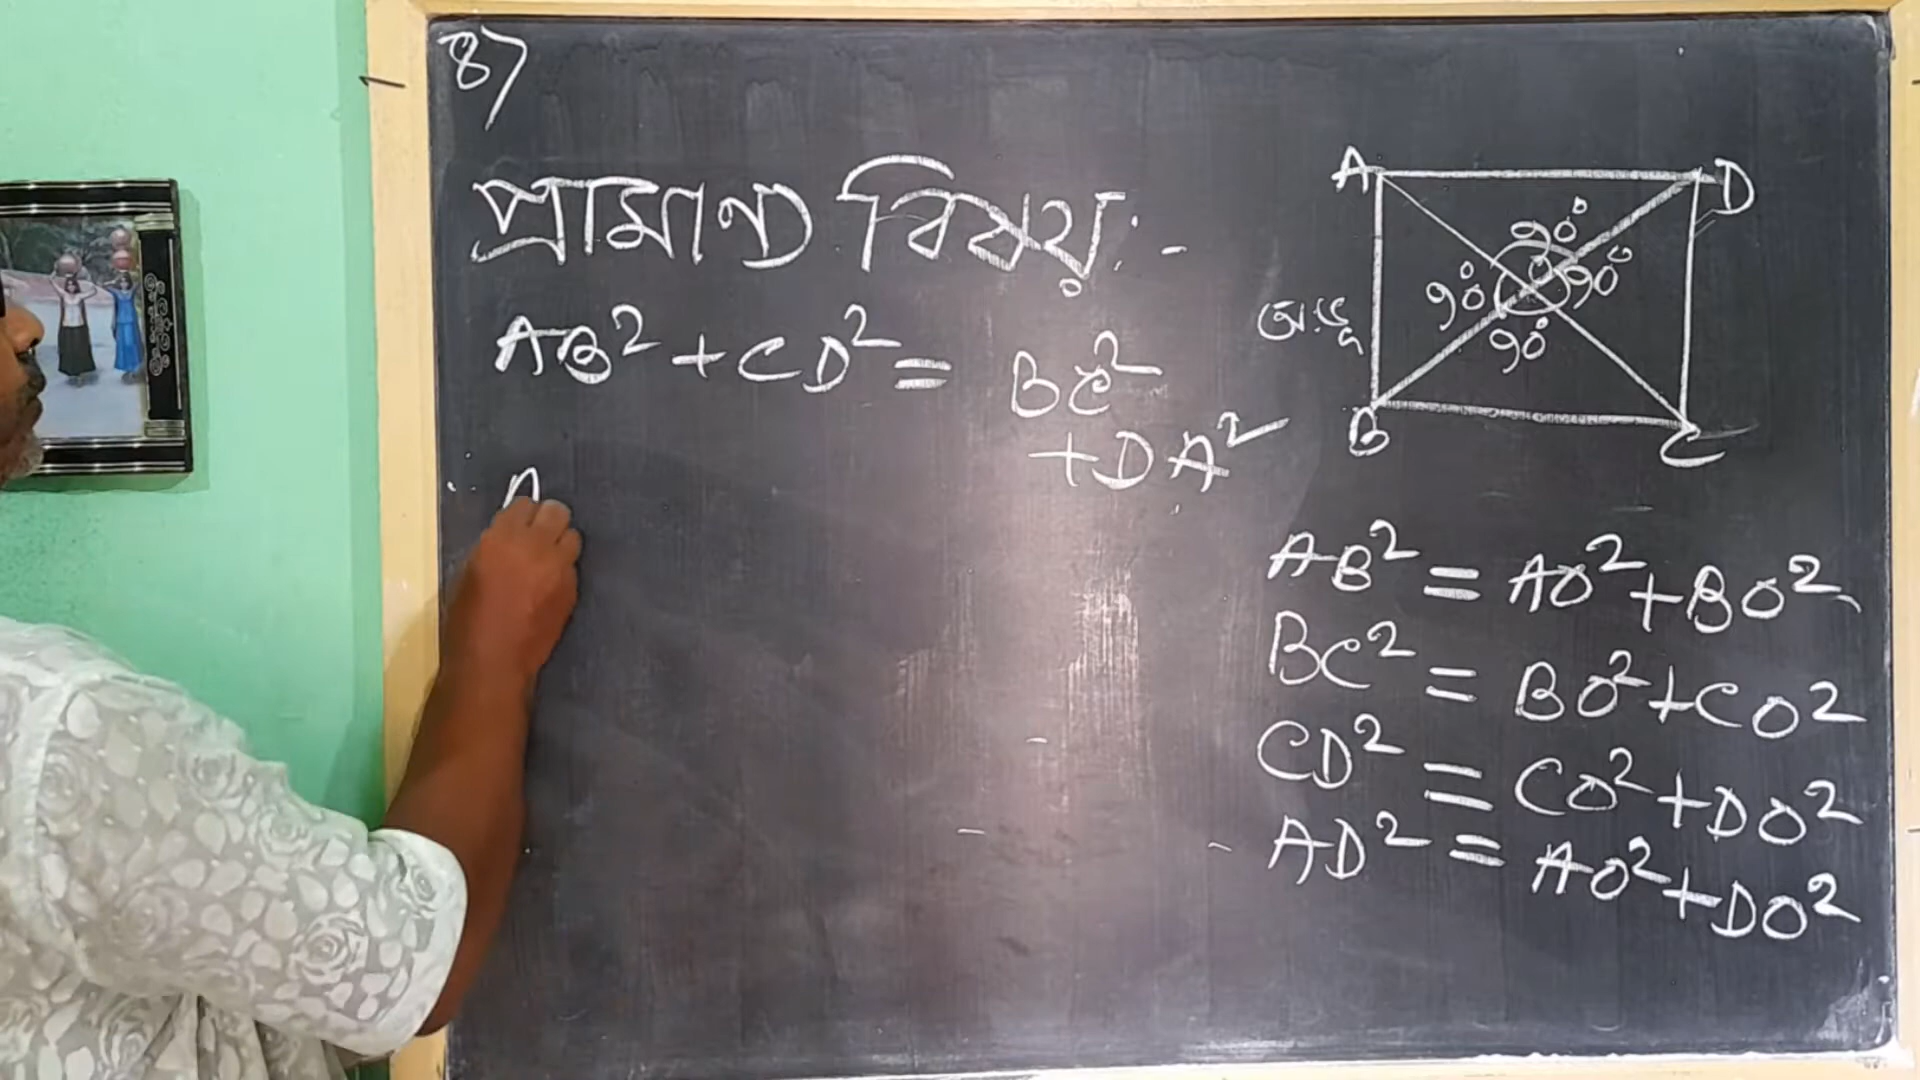 8)
প্রামান্য বিষয় :-
AB² + CD² = BC²
+ DA²
∴ A
A D
90°
90° 90°
90°
O
B C
AB² = AO² + BO²
BC² = BO² + CO²
CD² = CO² + DO²
AD² = AO² + DO²